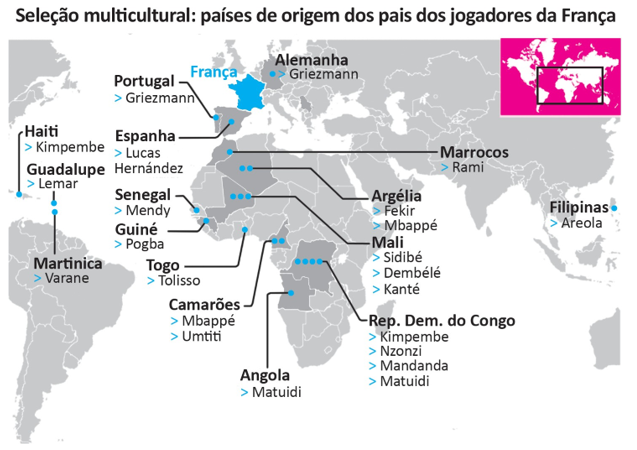 Seleção multicultural: países de origem dos pais dos jogadores da França
Alemanha
> Griezmann
França
Portugal
> Griezmann
Espanha
> Lucas
Hernández
Haiti
> Kimpembe
Guadalupe
> Lemar
Martinica
> Varane
Senegal
> Mendy
Guiné
> Pogba
Togo
> Tolisso
Camarões
> Mbappé
> Umtiti
Angola
> Matuidi
Marrocos
> Rami
Argélia
> Fekir
> Mbappé
Mali
> Sidibé
> Dembélé
> Kanté
Rep. Dem. do Congo
> Kimpembe
> Nzonzi
> Mandanda
> Matuidi
Filipinas
> Areola